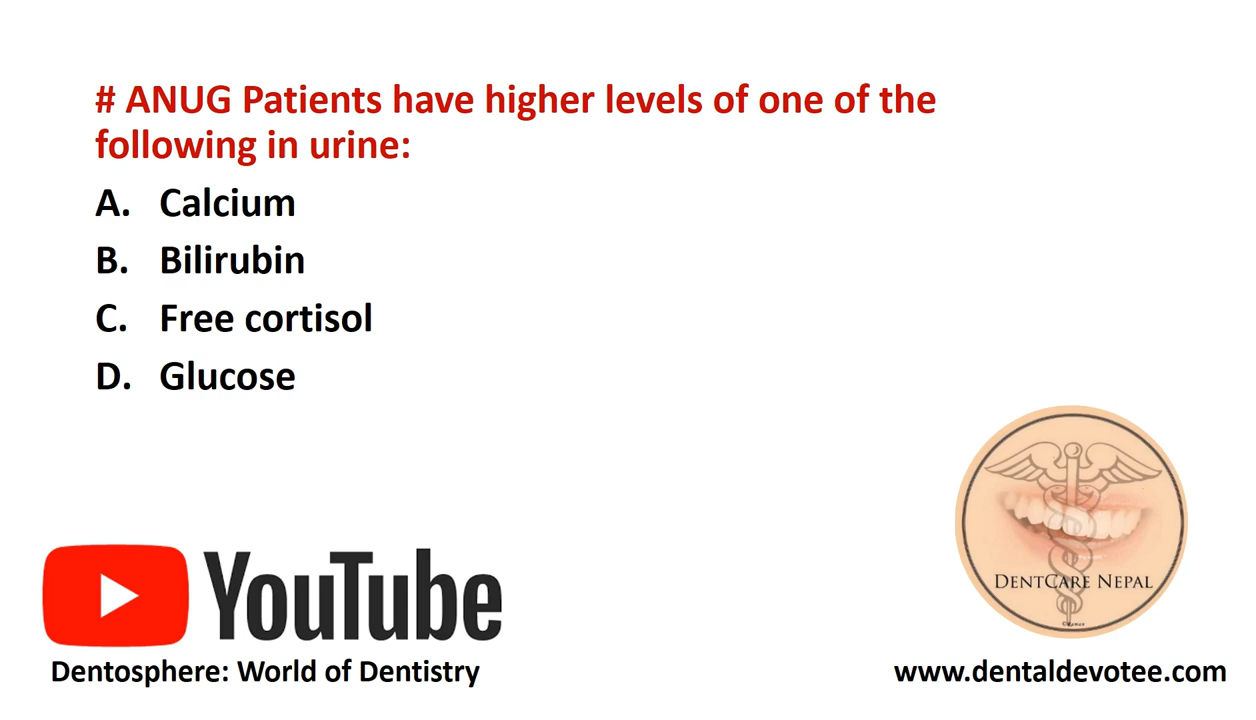 # ANUG Patients have higher levels of one of the
following in urine:
A. Calcium
B. Bilirubin
C. Free cortisol
D. Glucose
DENTCARE NEPAL
YouTube
Dentosphere: World of Dentistry
www.dentaldevotee.com